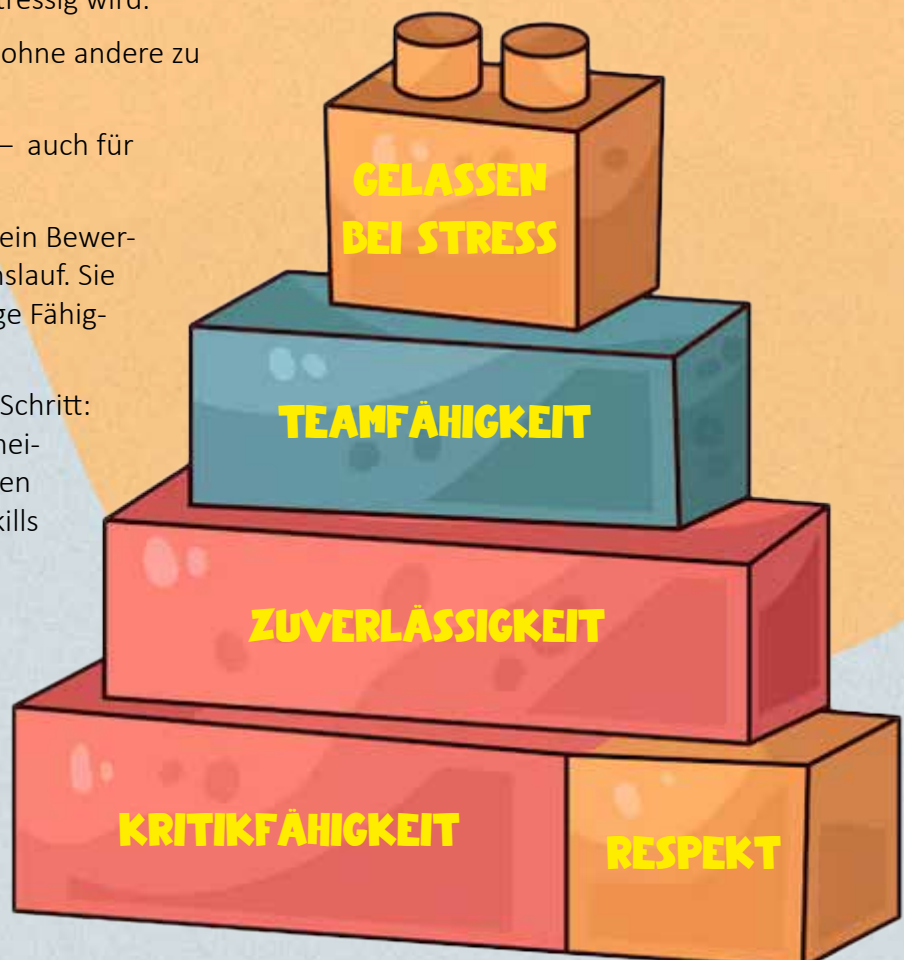 tressig wird.
ohne andere zu
– auch für
ein Bewer-
nslauf. Sie
ge Fähig-
Schritt:
nei-
en
kills
GELASSEN
BEI STRESS
TEAMFÄHIGKEIT
ZUVERLÄSSIGKEIT
KRITIKFÄHIGKEIT
RESPEKT